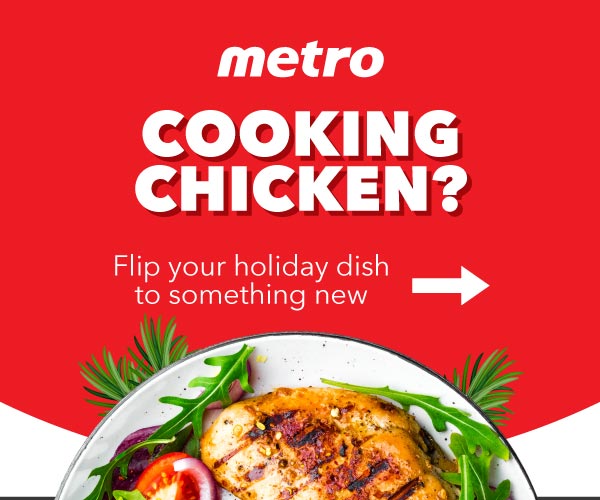 metro
COOKING
CHICKEN?
Flip your holiday dish
to something new